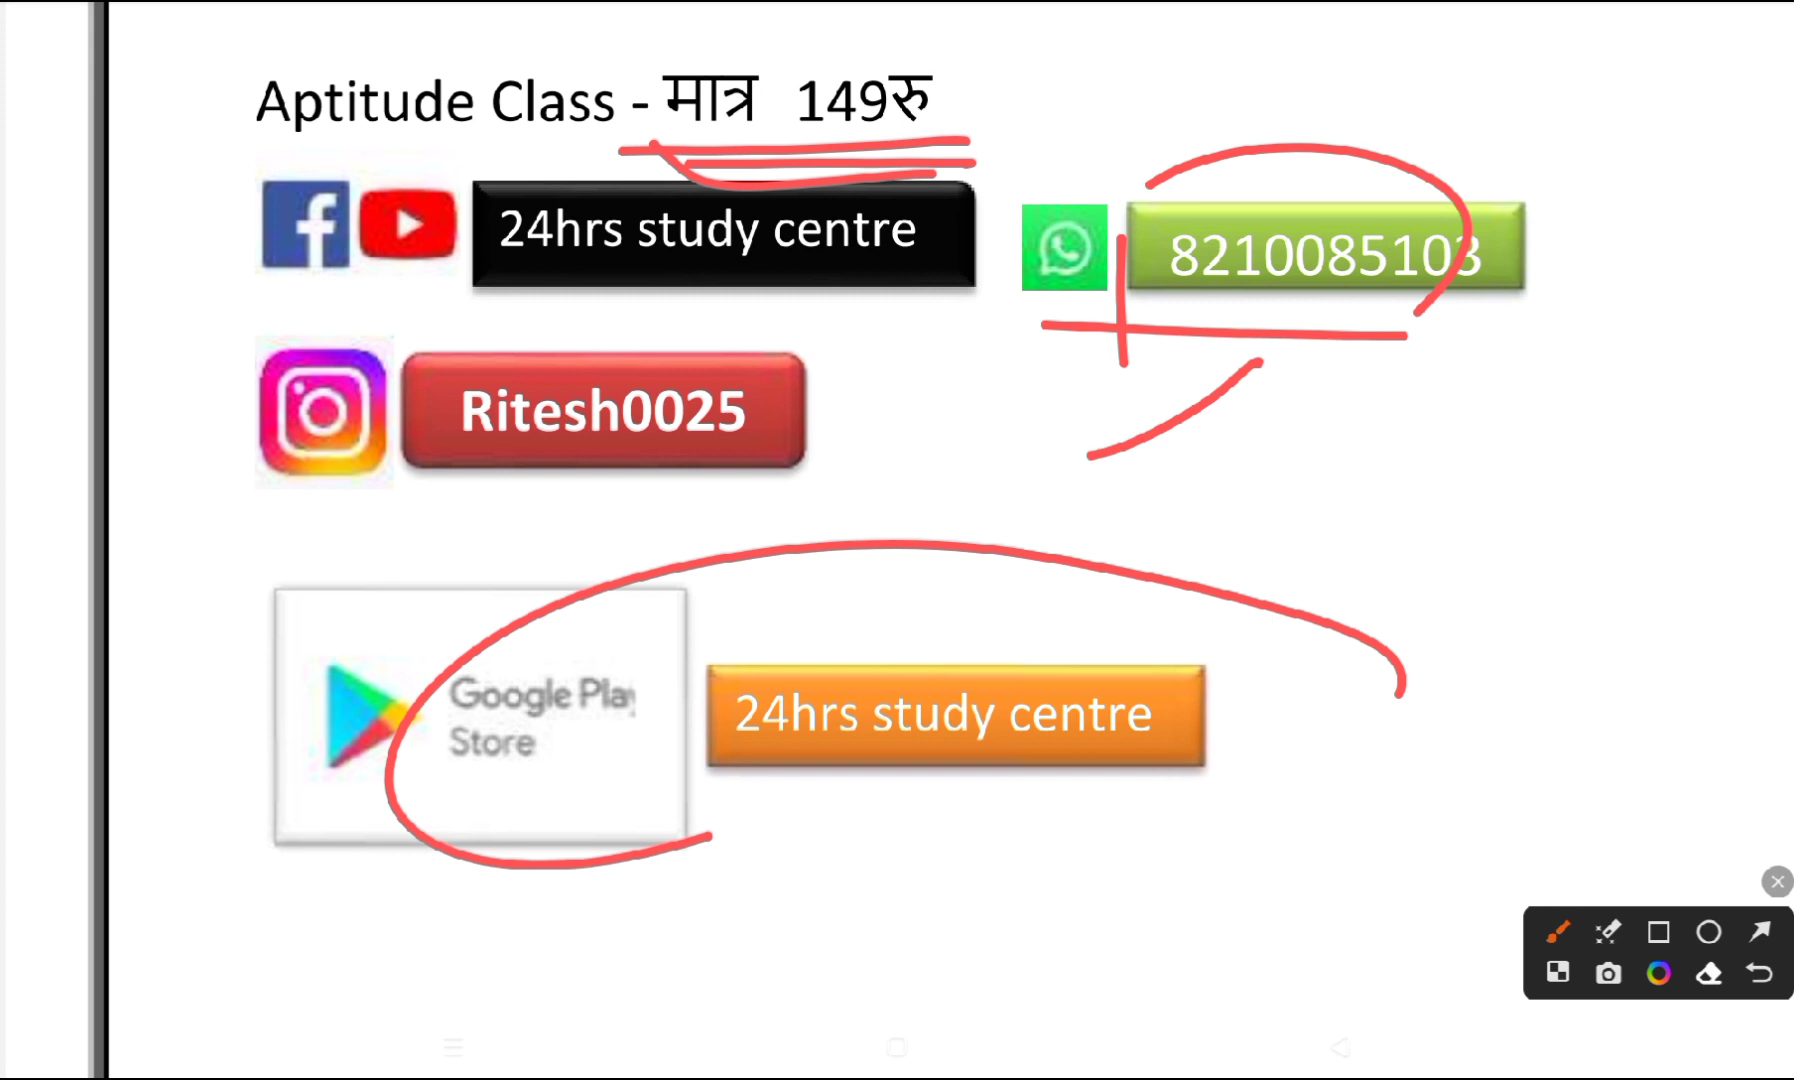 Aptitude Class - मात्र 149रु
24hrs study centre
8210085103
Ritesh0025
Google Play
Store
24hrs study centre